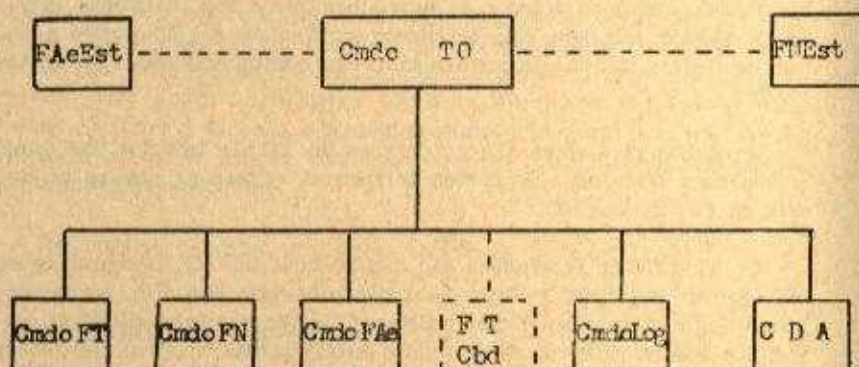 FAeEst
Cmdo TO
FNEst
Cmdo FT
Cmdo FN
Cmdo FAe
F T
Cbd
CmdoLog
C D A